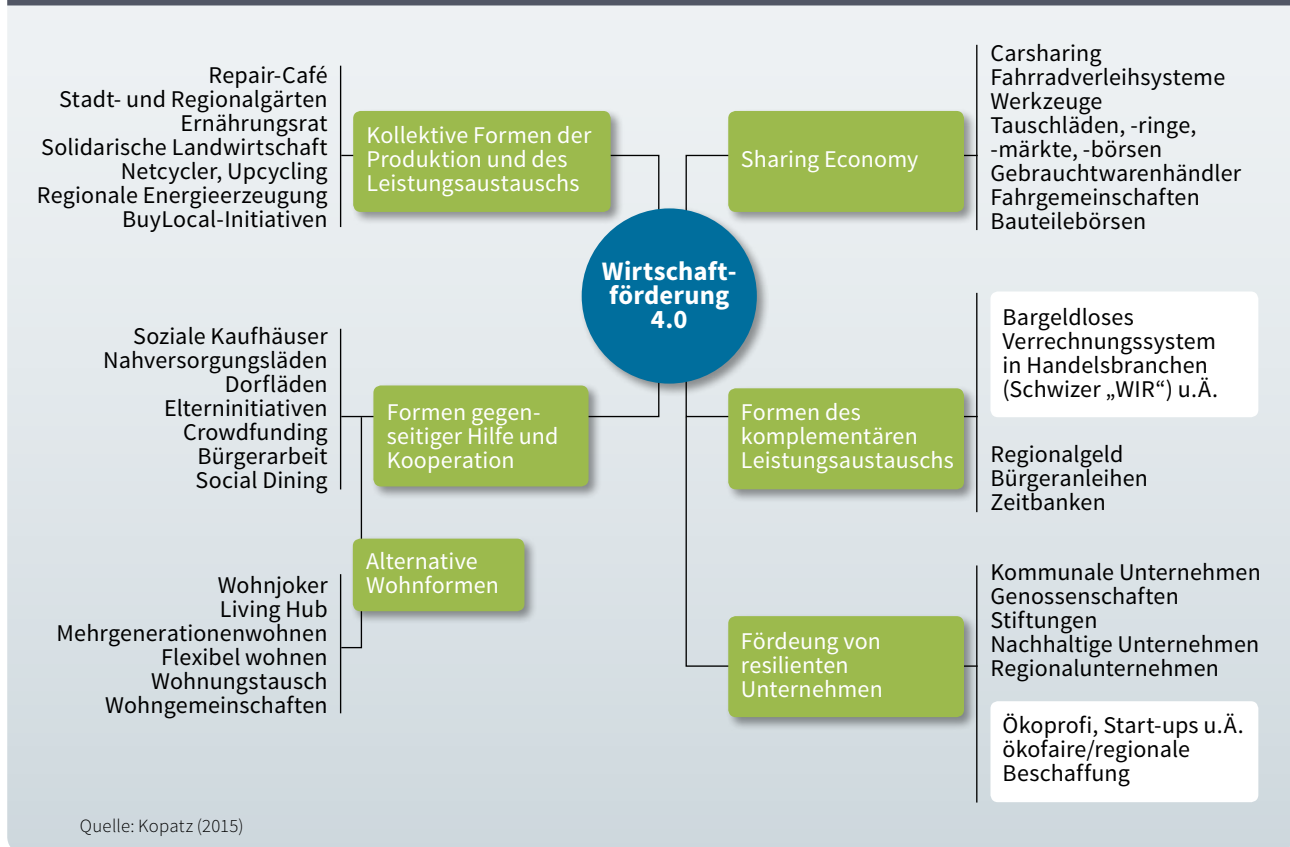 Repair-Café
Stadt- und Regionalgärten
Ernährungsrat
Solidarische Landwirtschaft
Netcycler, Upcycling
Regionale Energieerzeugung
BuyLocal-Initiativen
Kollektive Formen der
Produktion und des
Leistungsaustauschs
Sharing Economy
Carsharing
Fahrradverleihsysteme
Werkzeuge
Tauschläden, -ringe,
-märkte, -börsen
Gebrauchtwarenhändler
Fahrgemeinschaften
Bauteilebörsen
Wirtschaft-
förderung
4.0
Soziale Kaufhäuser
Nahversorgungsläden
Dorfläden
Elterninitiativen
Crowdfunding
Bürgerarbeit
Social Dining
Formen gegen-
seitiger Hilfe und
Kooperation
Formen des
komplementären
Leistungsaustauschs
Bargeldloses
Verrechnungssystem
in Handelsbranchen
(Schwizer „WIR“) u.Ä.
Regionalgeld
Bürgeranleihen
Zeitbanken
Alternative
Wohnformen
Wohnjoker
Living Hub
Mehrgenerationenwohnen
Flexibel wohnen
Wohnungstausch
Wohngemeinschaften
Fördeung von
resilienten
Unternehmen
Kommunale Unternehmen
Genossenschaften
Stiftungen
Nachhaltige Unternehmen
Regionalunternehmen
Ökoprofi, Start-ups u.Ä.
ökofaire/regionale
Beschaffung
Quelle: Kopatz (2015)